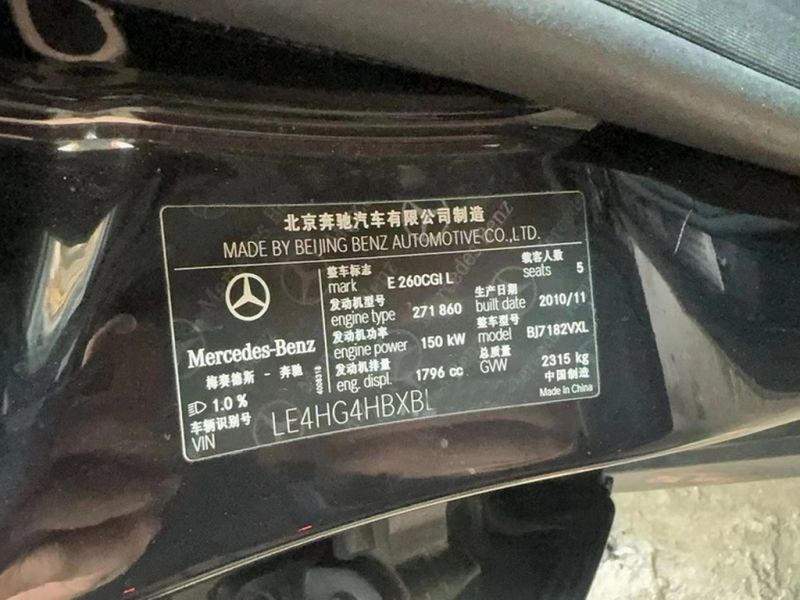 北京奔驰汽车有限公司制造
MADE BY BEIJING BENZ AUTOMOTIVE CO.,LTD.
整车标志
mark E 260CGI L
载客人数
seats 5
发动机型号
engine type 271 860
生产日期
built date 2010/11
发动机功率
engine power 150 kW
整车型号
model BJ7182VXL
发动机排量
eng. displ. 1796 cc
总质量
GVW 2315 kg
中国制造
Made in China
Mercedes-Benz
梅赛德斯 - 奔驰
1.0 %
4008318
车辆识别号
VIN LE4HG4HBXBL